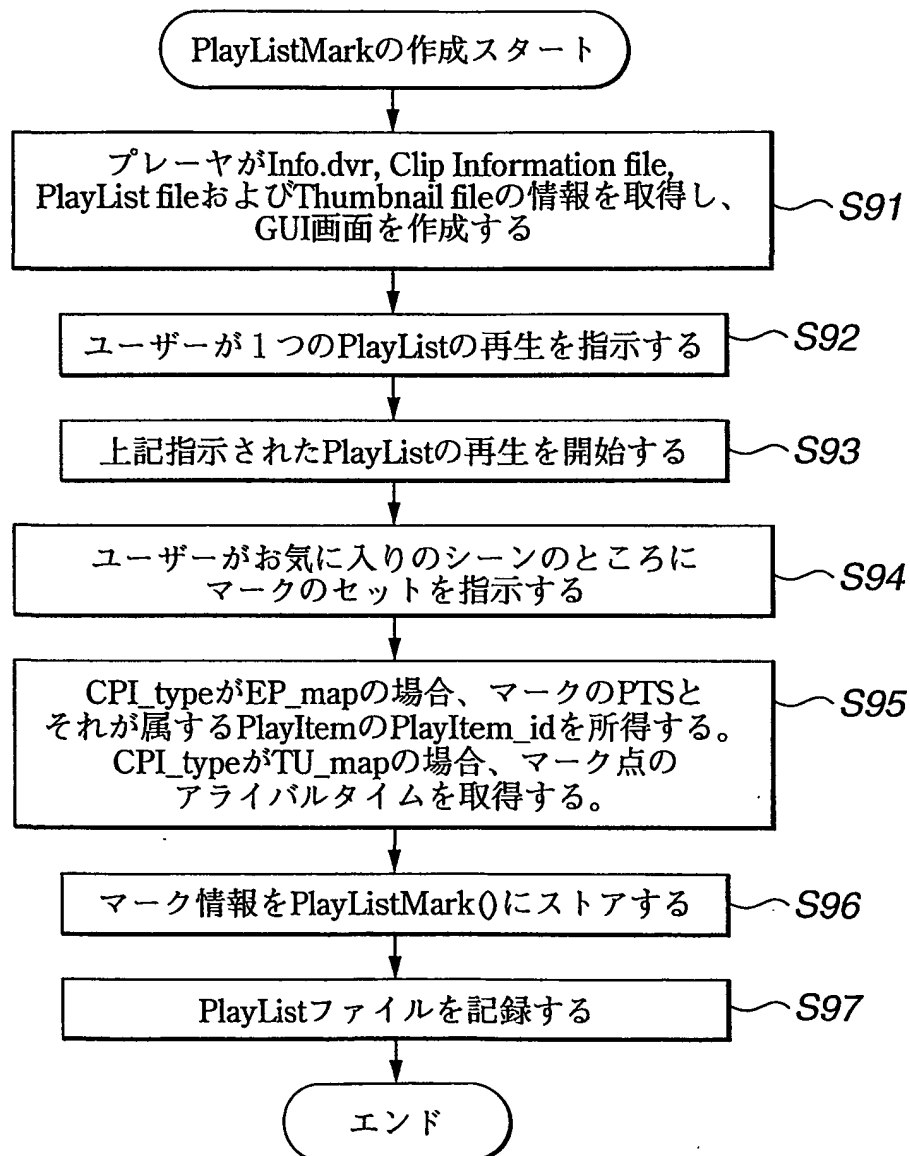 PlayListMarkの作成スタート
プレーヤがInfo.dvr, Clip Information file,
PlayList fileおよびThumbnail fileの情報を取得し、
GUI画面を作成する
S91
ユーザーが１つのPlayListの再生を指示する
S92
上記指示されたPlayListの再生を開始する
S93
ユーザーがお気に入りのシーンのところに
マークのセットを指示する
S94
CPI_typeがEP_mapの場合、マークのPTSと
それが属するPlayItemのPlayItem_idを所得する。
CPI_typeがTU_mapの場合、マーク点の
アライバルタイムを取得する。
S95
マーク情報をPlayListMark()にストアする
S96
PlayListファイルを記録する
S97
エンド